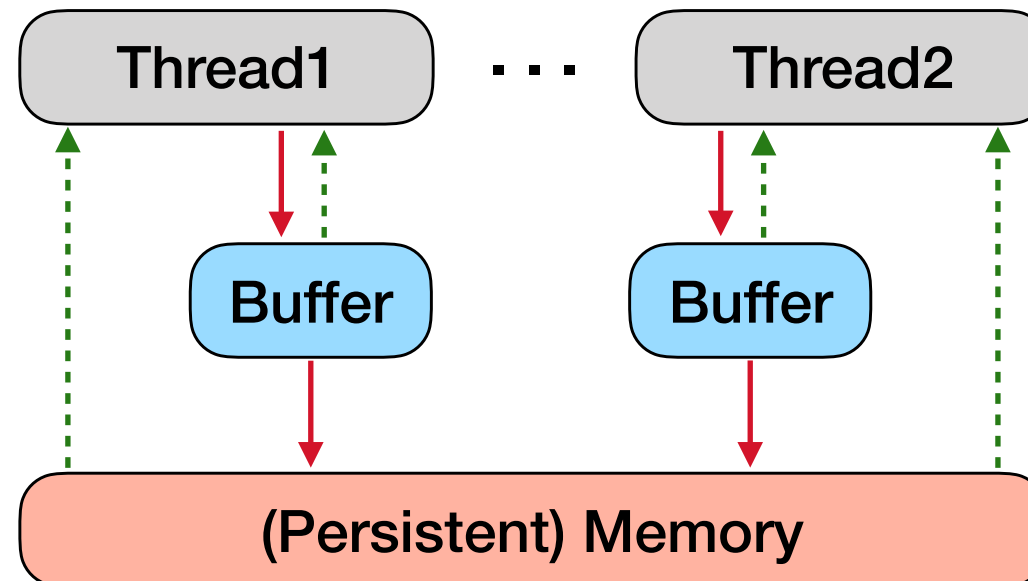 Thread1 ... Thread2
Buffer Buffer
(Persistent) Memory